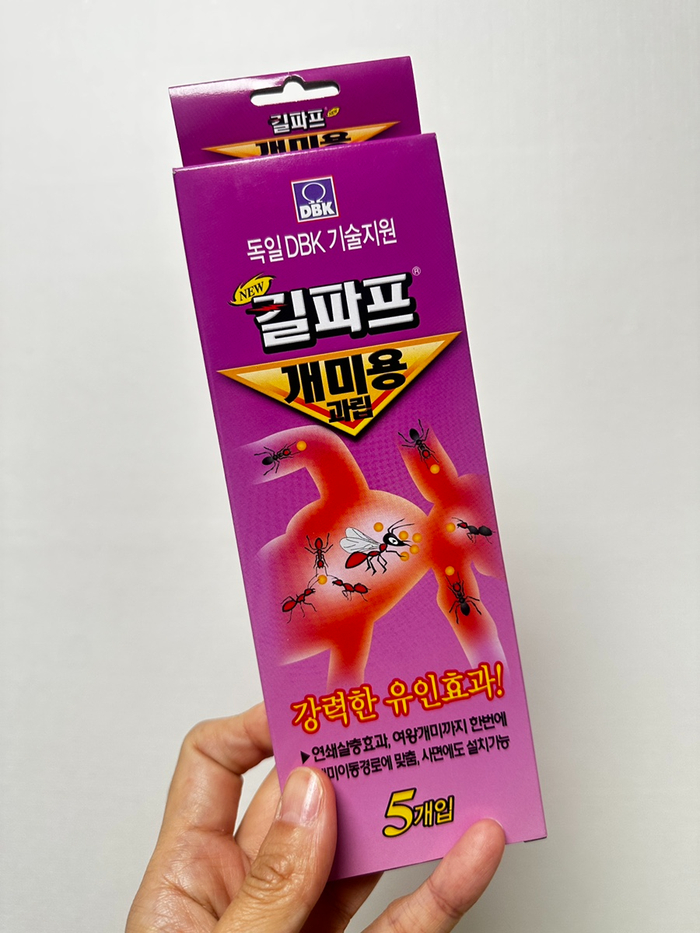 킬파프
개미용
DBK
독일 DBK 기술지원
NEW
킬파프®
개미용
과립
강력한 유인효과!
▶연쇄살충효과, 여왕개미까지 한번에
개미이동경로에 맞춤, 사면에도 설치가능
5개입